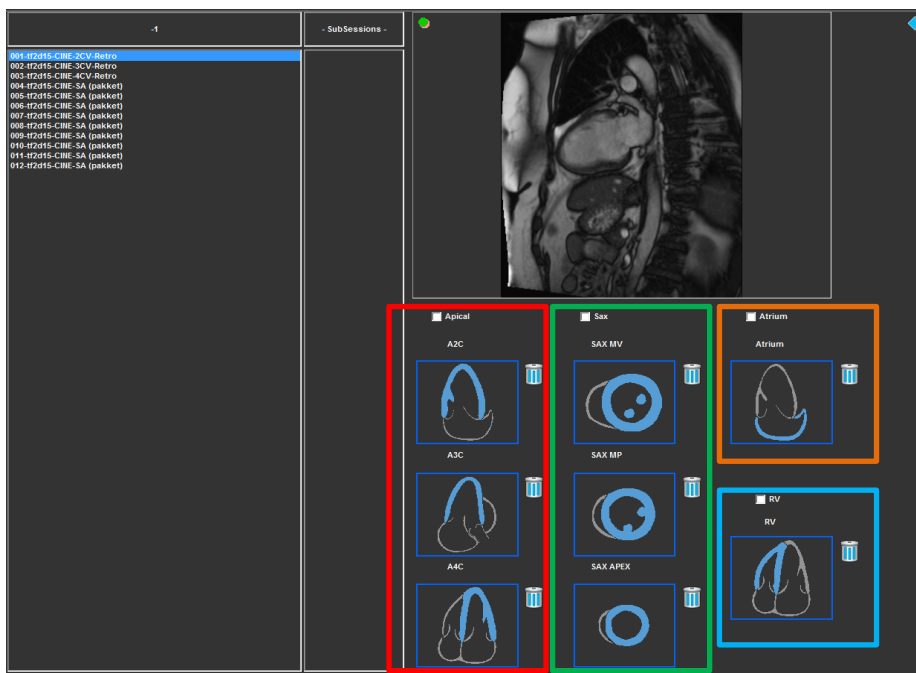 -1
- SubSessions -
001-tf2d15-CINE-2CV-Retro
002-tf2d15-CINE-3CV-Retro
003-tf2d15-CINE-4CV-Retro
004-tf2d15-CINE-SA (pakket)
005-tf2d15-CINE-SA (pakket)
006-tf2d15-CINE-SA (pakket)
007-tf2d15-CINE-SA (pakket)
008-tf2d15-CINE-SA (pakket)
009-tf2d15-CINE-SA (pakket)
010-tf2d15-CINE-SA (pakket)
011-tf2d15-CINE-SA (pakket)
012-tf2d15-CINE-SA (pakket)
Apical
A2C
A3C
A4C
Sax
SAX MV
SAX MP
SAX APEX
Atrium
Atrium
RV
RV